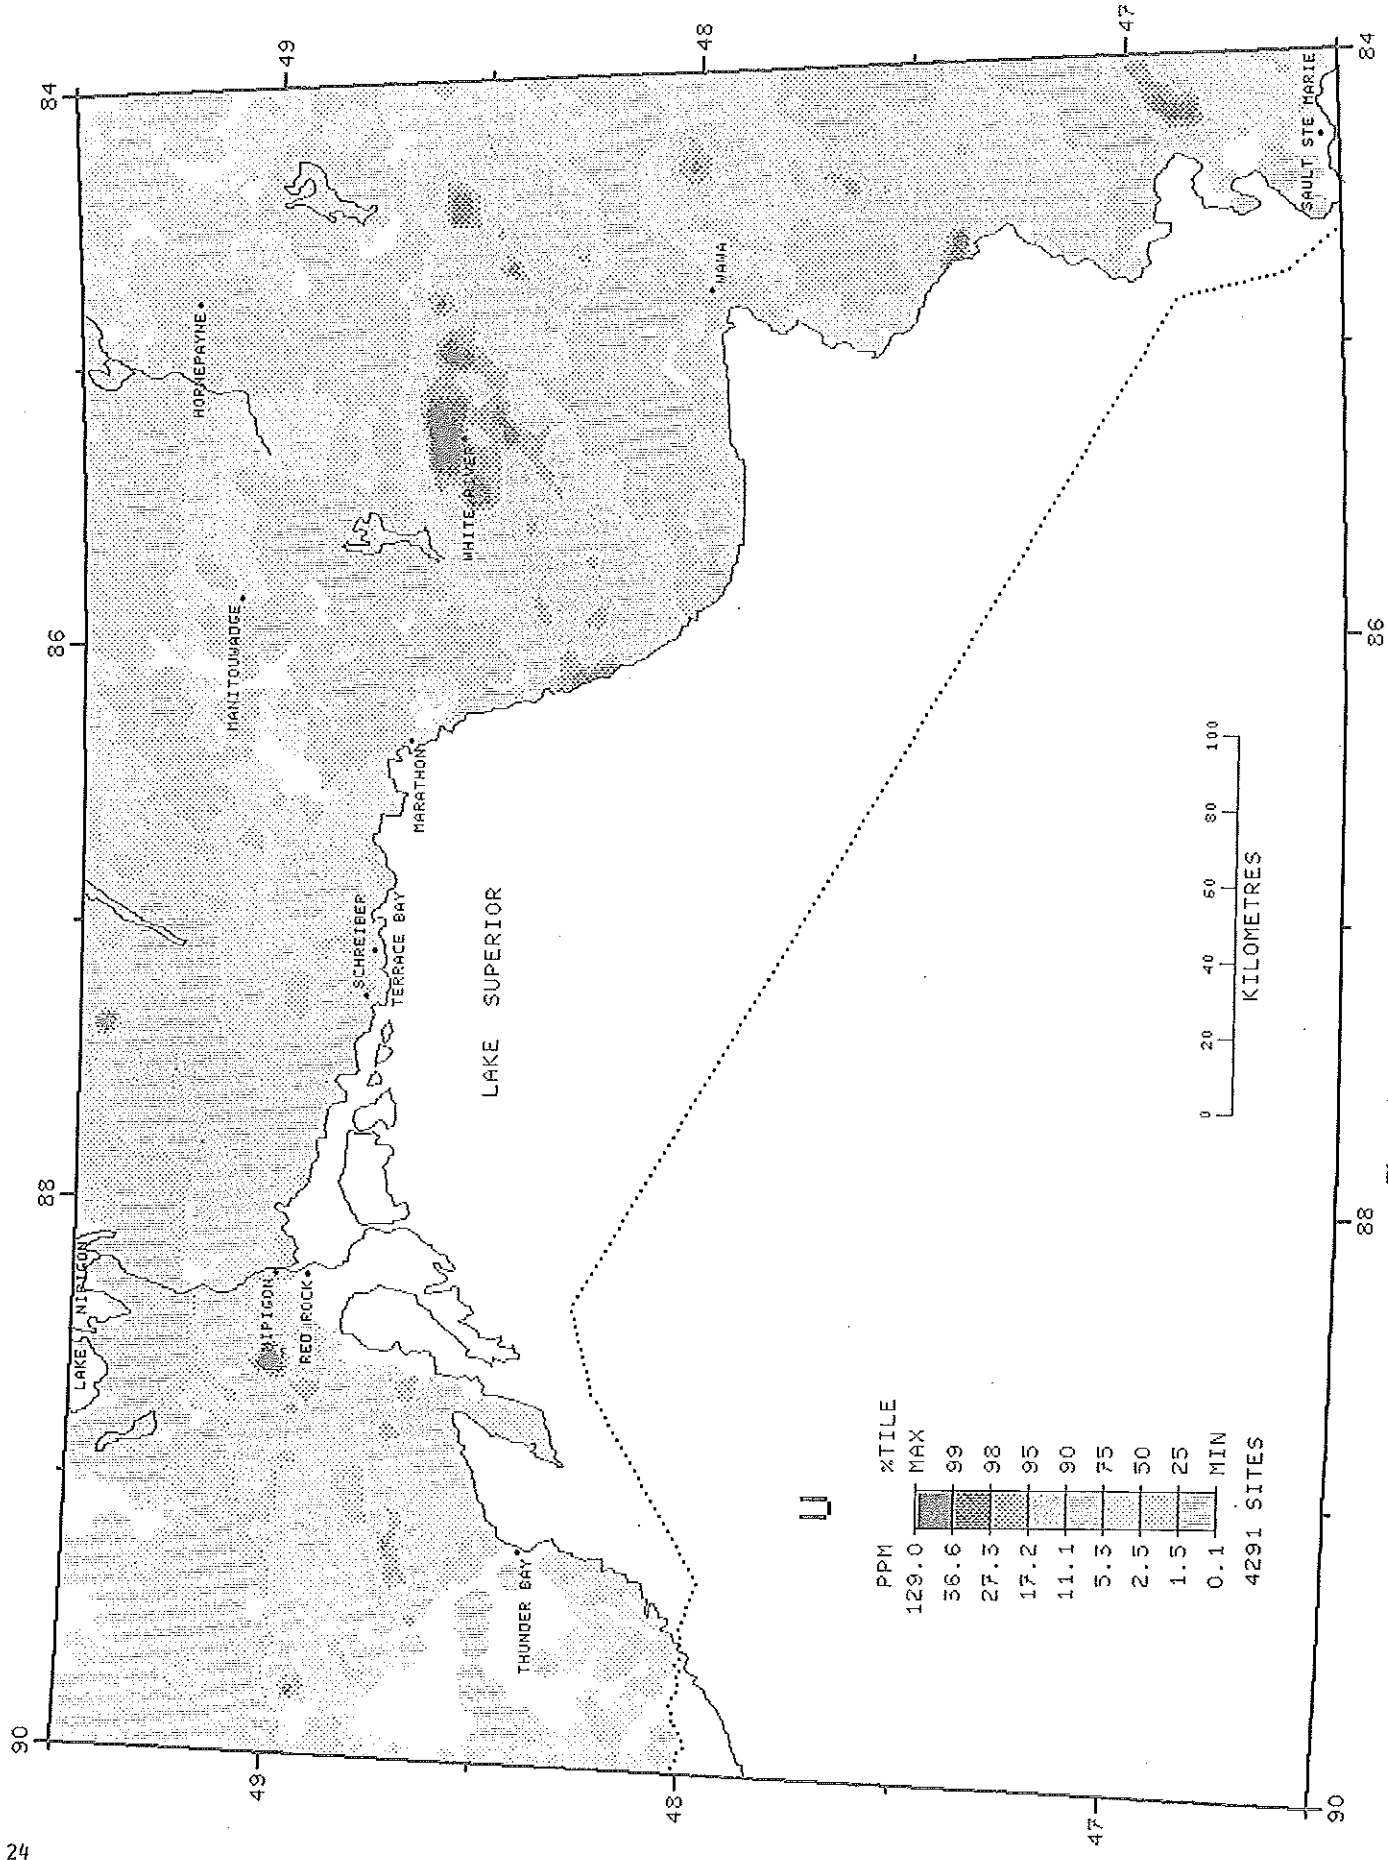 24
84
86
88
90
49
48
47
49
48
47
84
86
88
90
LAKE NIPIGON
NIPIGON
RED ROCK
SCHREIBER
TERRACE BAY
MARATHON
MANITOUWADGE
HORNEPAYNE
WHITE RIVER
WAWA
SAULT STE MARIE
THUNDER BAY
LAKE SUPERIOR
0 20 40 60 80 100
KILOMETRES
U
PPM %TILE
129.0 MAX
36.6 99
27.3 98
17.2 95
11.1 90
5.3 75
2.5 50
1.5 25
0.1 MIN
4291 SITES